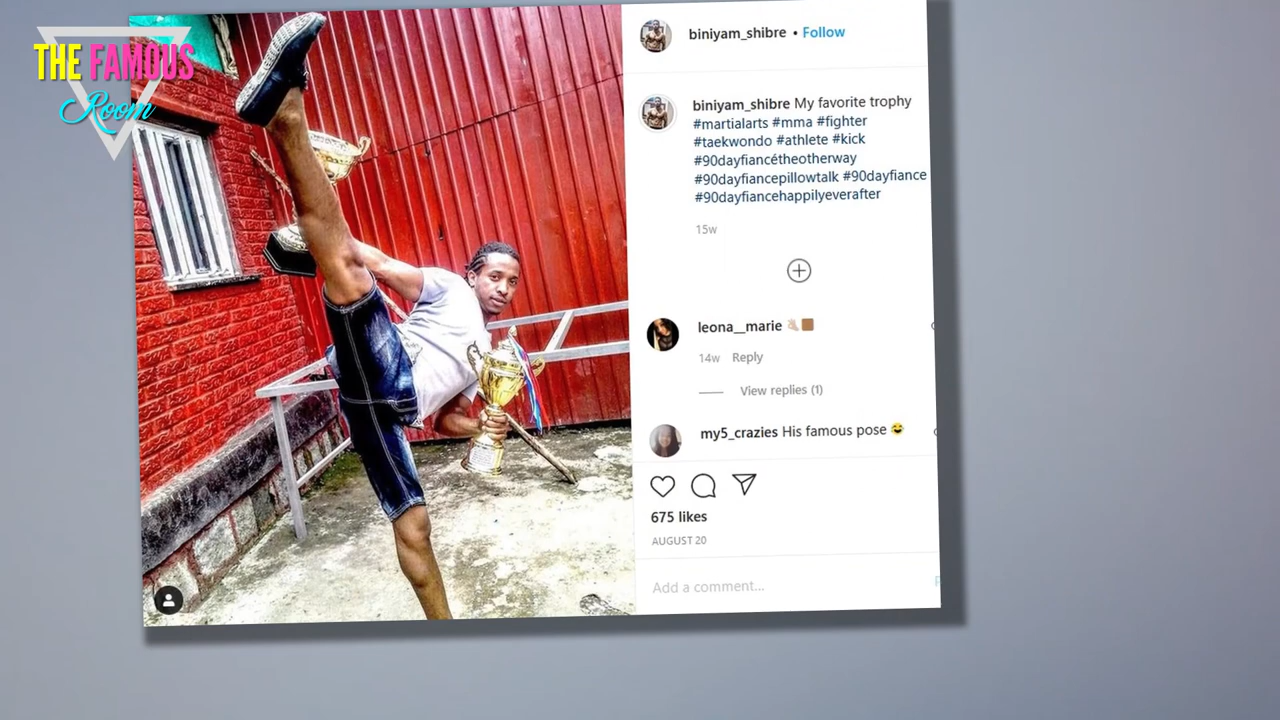 THE FAMOUS
Room
biniyam_shibre • Follow
biniyam_shibre My favorite trophy
#martialarts #mma #fighter
#taekwondo #athlete #kick
#90dayfiancétheotherway
#90dayfiancepillowtalk #90dayfiance
#90dayfiancehappilyeverafter
15w
leona__marie 👌🏻🏾
14w Reply
View replies (1)
my5_crazies His famous pose 😂
675 likes
AUGUST 20
Add a comment...